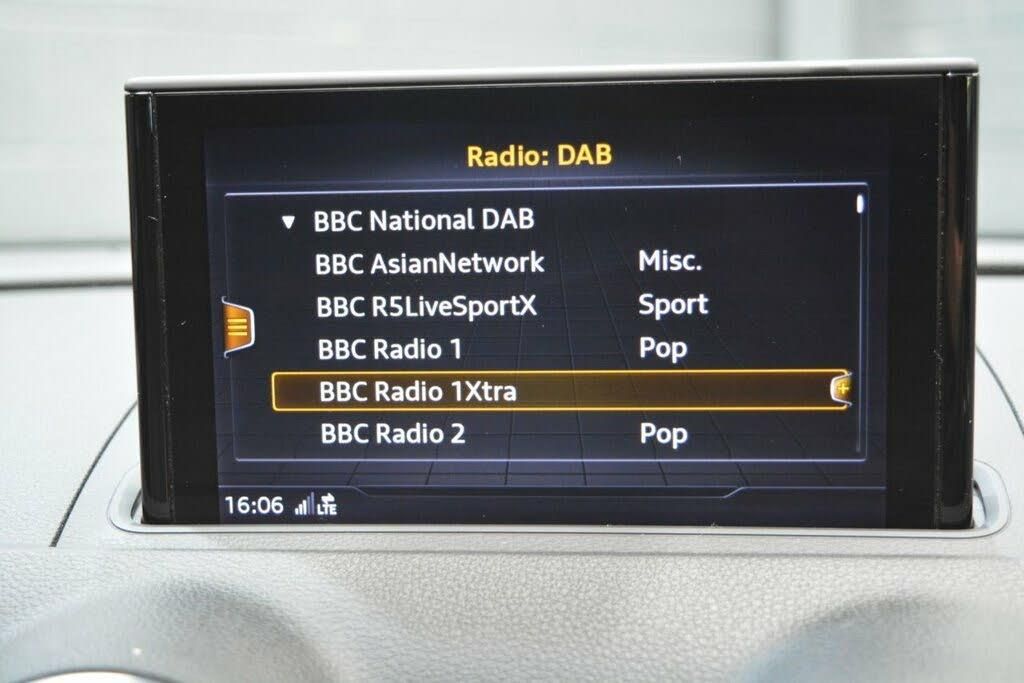 Radio: DAB
BBC National DAB
BBC AsianNetwork Misc.
BBC R5LiveSportX Sport
BBC Radio 1 Pop
BBC Radio 1Xtra
BBC Radio 2 Pop
16:06 LTE